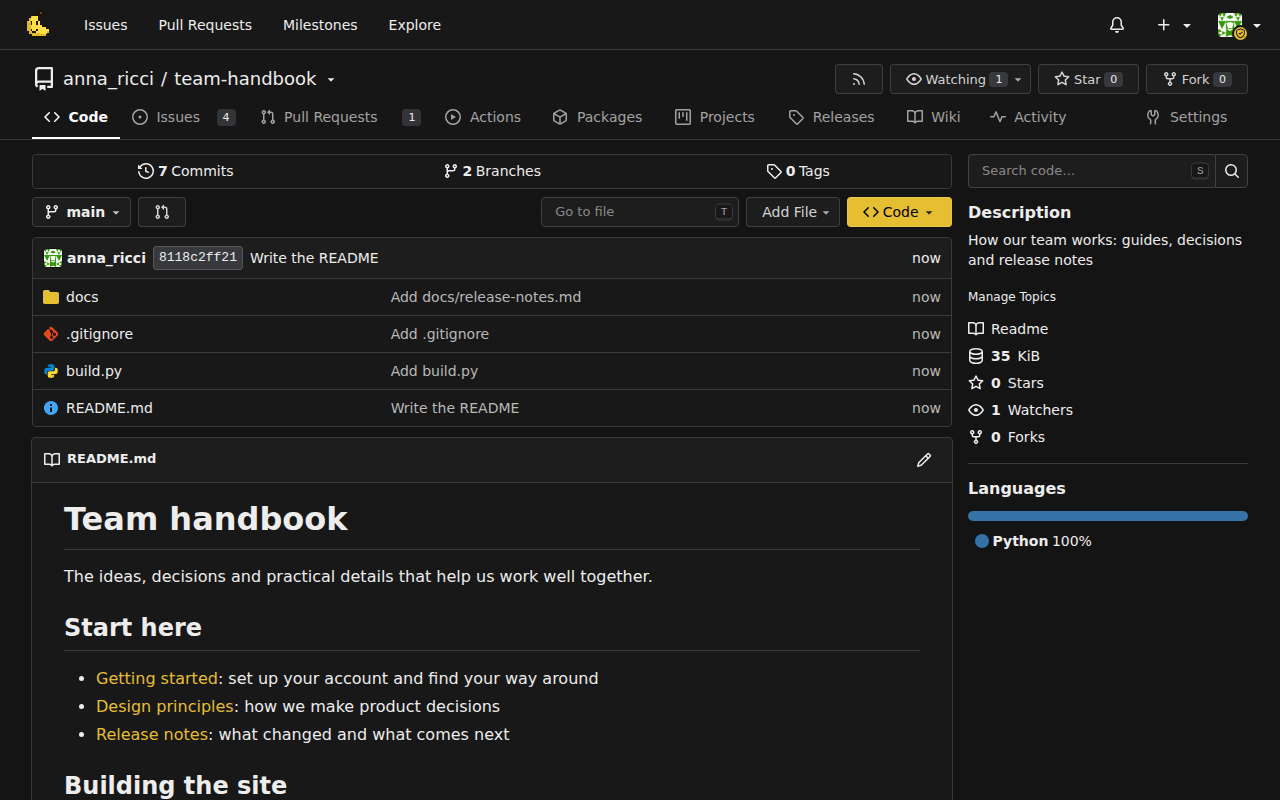 Issues Pull Requests Milestones Explore
anna_ricci / team-handbook
Watching 1 Star 0 Fork 0
Code Issues 4 Pull Requests 1 Actions Packages Projects Releases Wiki Activity Settings
7 Commits 2 Branches 0 Tags
main Go to file T Add File Code
anna_ricci 8118c2ff21 Write the README now
docs Add docs/release-notes.md now
.gitignore Add .gitignore now
build.py Add build.py now
README.md Write the README now
README.md
Team handbook
The ideas, decisions and practical details that help us work well together.
Start here
Getting started: set up your account and find your way around
Design principles: how we make product decisions
Release notes: what changed and what comes next
Building the site
Search code... S
Description
How our team works: guides, decisions
and release notes
Manage Topics
Readme
35 KiB
0 Stars
1 Watchers
0 Forks
Languages
Python 100%